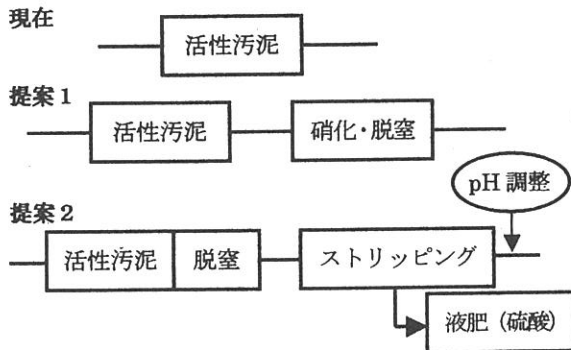 現在
活性汚泥
提案1
活性汚泥
硝化・脱窒
pH 調整
提案2
活性汚泥
脱窒
ストリッピング
液肥（硫酸）